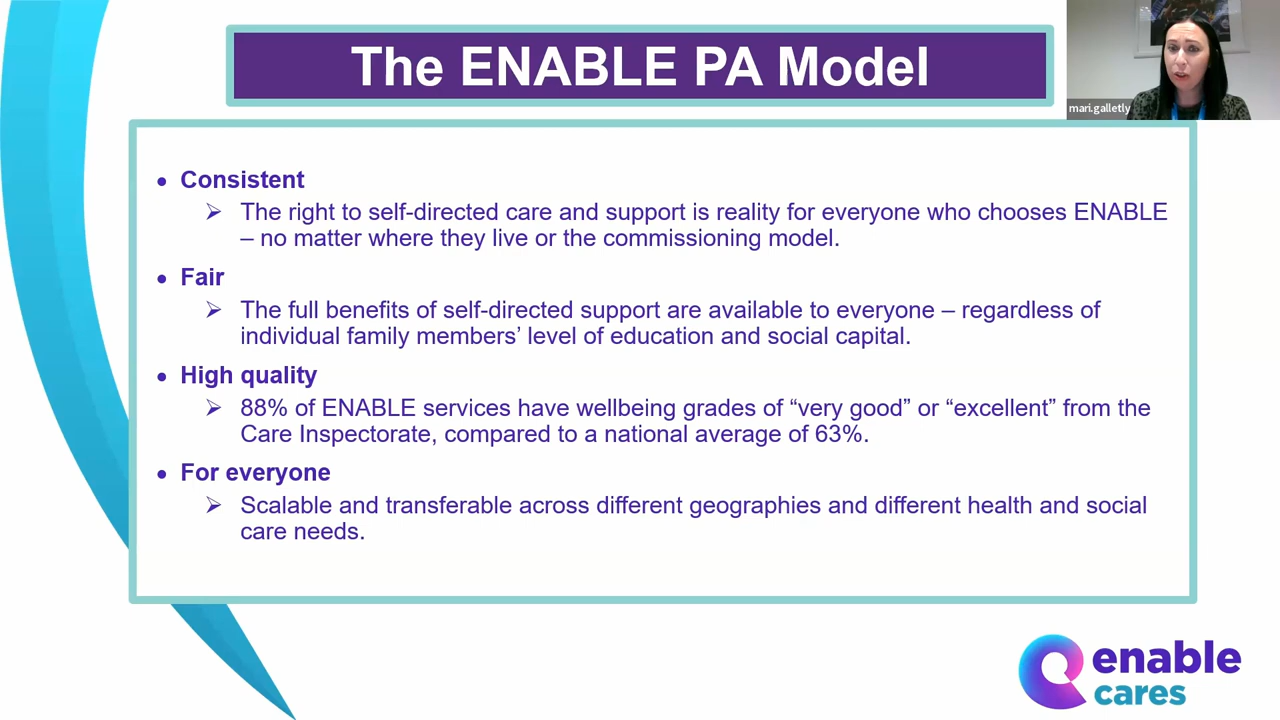 The ENABLE PA Model
mari.galletly
• Consistent
➢ The right to self-directed care and support is reality for everyone who chooses ENABLE
– no matter where they live or the commissioning model.
• Fair
➢ The full benefits of self-directed support are available to everyone – regardless of
individual family members’ level of education and social capital.
• High quality
➢ 88% of ENABLE services have wellbeing grades of “very good” or “excellent” from the
Care Inspectorate, compared to a national average of 63%.
• For everyone
➢ Scalable and transferable across different geographies and different health and social
care needs.
enable
cares